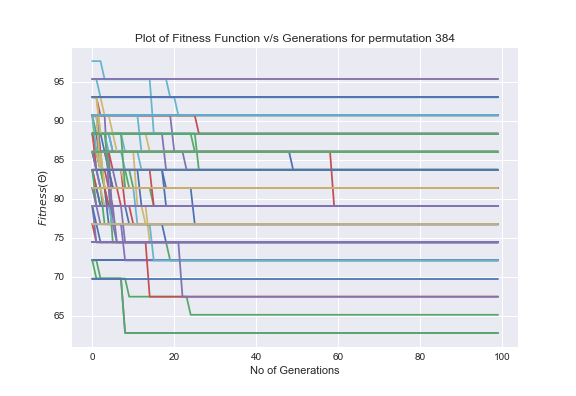 Plot of Fitness Function v/s Generations for permutation 384
95
90
85
80
75
70
65
Fitness(Θ)
0 20 40 60 80 100
No of Generations